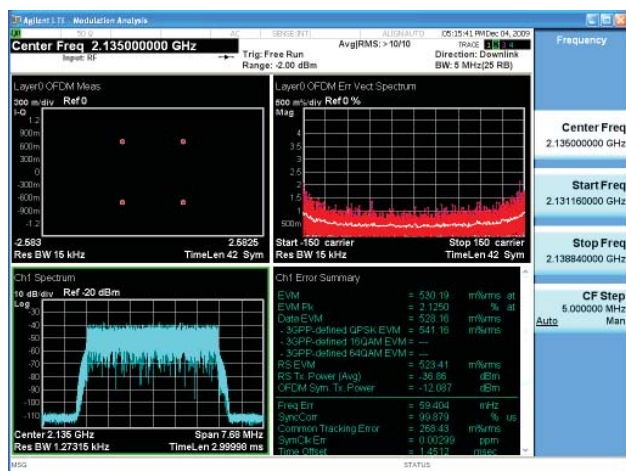 Agilent LTE - Modulation Analysis
50 Ω AC SENSE:INT ALIGN AUTO 05:15:41 PM Dec 04, 2009
Center Freq 2.135000000 GHz
Input: RF
Trig: Free Run
Range: -2.00 dBm
Avg|RMS: > 10/10
TRACE 1 2 3 4
Direction: Downlink
BW: 5 MHz(25 RB)
Layer0 OFDM Meas
300 m/div Ref 0
I-Q
1.2
900m
600m
300m
0
-300m
-600m
-900m
-1.2
-2.583 2.5825
Res BW 15 kHz TimeLen 42 Sym
Layer0 OFDM Err Vect Spectrum
500 m%/div Ref 0 %
Mag
4
3.5
3
2.5
2
1.5
1
500m
Start -150 carrier Stop 150 carrier
Res BW 15 kHz TimeLen 42 Sym
Ch1 Spectrum
10 dB/div Ref -20 dBm
Log
-30
-40
-50
-60
-70
-80
-90
-100
-110
Center 2.135 GHz Span 7.68 MHz
Res BW 1.27315 kHz TimeLen 2.99998 ms
Ch1 Error Summary
EVM = 530.19 m%rms at
EVM Pk = 2.1250 % at
Data EVM = 528.16 m%rms
- 3GPP-defined QPSK EVM = 541.16 m%rms
- 3GPP-defined 16QAM EVM = ---
- 3GPP-defined 64QAM EVM = ---
RS EVM = 523.41 m%rms
RS Tx. Power (Avg) = -36.86 dBm
OFDM Sym. Tx. Power = -12.087 dBm
Freq Err = 59.404 mHz
SyncCorr = 99.879 % us
Common Tracking Error = 268.43 m%rms
SymClk Err = 0.00299 ppm
Time Offset = 1.4512 msec
Frequency
Center Freq
2.135000000 GHz
Start Freq
2.131160000 GHz
Stop Freq
2.138840000 GHz
CF Step
5.000000 MHz
Auto Man
MSG STATUS